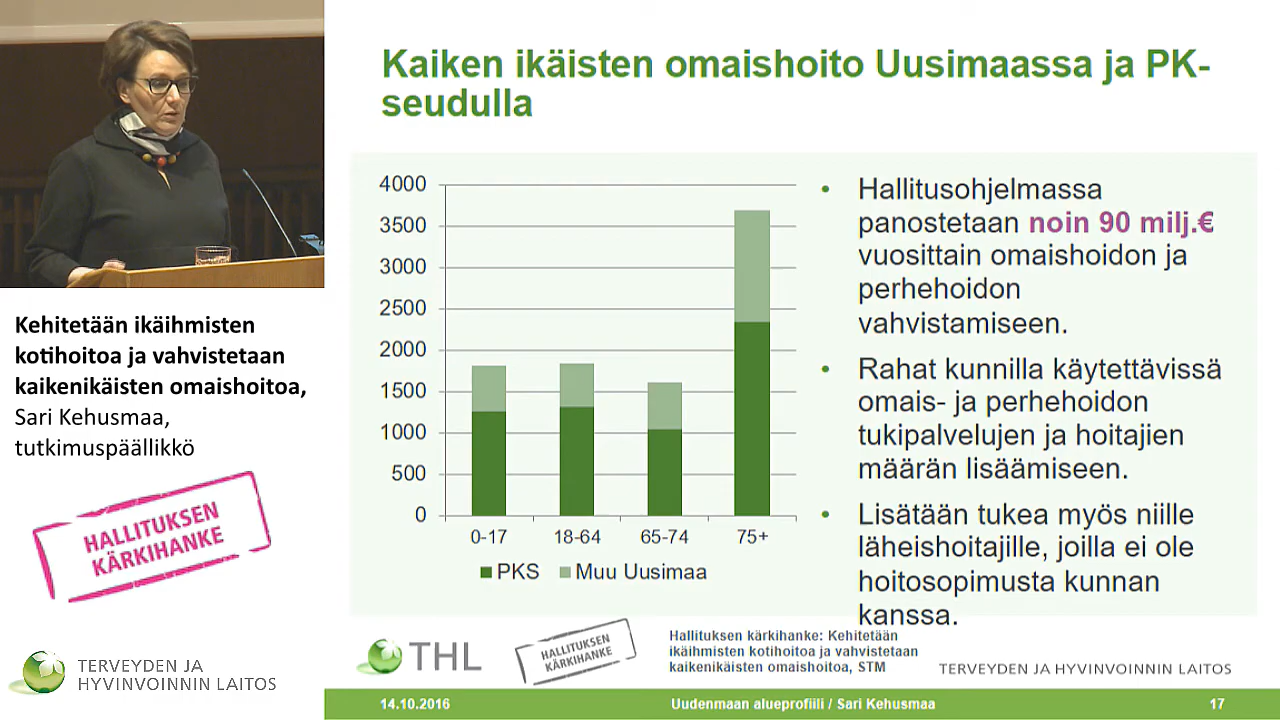 Kaiken ikäisten omaishoito Uusimaassa ja PK-
seudulla
4000
3500
3000
2500
2000
1500
1000
500
0
0-17
18-64
65-74
75+
PKS
Muu Uusimaa
• Hallitusohjelmassa
panostetaan noin 90 milj.€
vuosittain omaishoidon ja
perhehoidon
vahvistamiseen.
• Rahat kunnilla käytettävissä
omais- ja perhehoidon
tukipalvelujen ja hoitajien
määrän lisäämiseen.
• Lisätään tukea myös niille
läheishoitajille, joilla ei ole
hoitosopimusta kunnan
kanssa.
Kehitetään ikäihmisten
kotihoitoa ja vahvistetaan
kaikenikäisten omaishoitoa,
Sari Kehusmaa,
tutkimuspäällikkö
HALLITUKSEN
KÄRKIHANKE
TERVEYDEN JA
HYVINVOINNIN LAITOS
THL
HALLITUKSEN
KÄRKIHANKE
Hallituksen kärkihanke: Kehitetään
ikäihmisten kotihoitoa ja vahvistetaan
kaikenikäisten omaishoitoa, STM
TERVEYDEN JA HYVINVOINNIN LAITOS
14.10.2016
Uudenmaan alueprofiili / Sari Kehusmaa
17